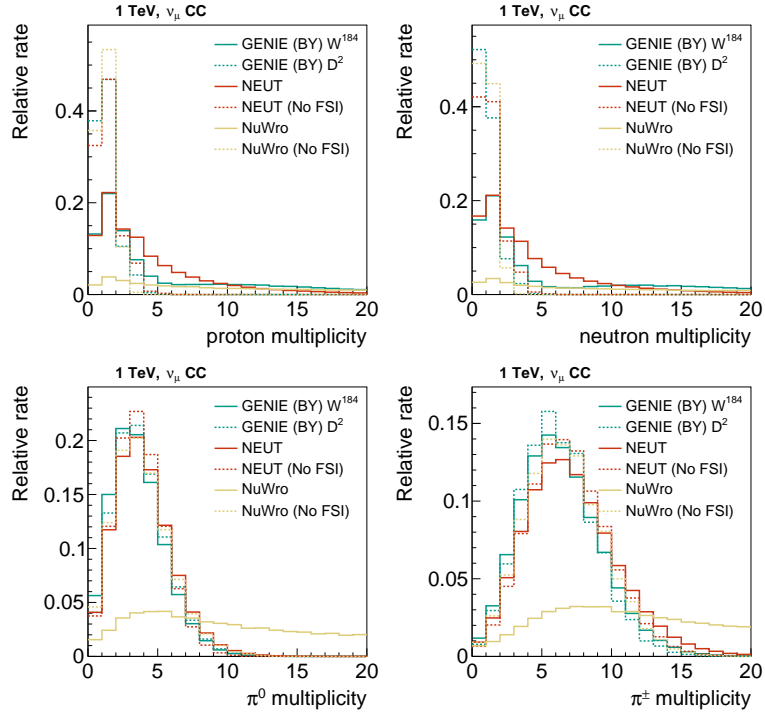 1 TeV, ν_μ CC
Relative rate
GENIE (BY) W¹⁸⁴
GENIE (BY) D²
NEUT
NEUT (No FSI)
NuWro
NuWro (No FSI)
0.4
0.2
0
0 5 10 15 20
proton multiplicity
1 TeV, ν_μ CC
Relative rate
GENIE (BY) W¹⁸⁴
GENIE (BY) D²
NEUT
NEUT (No FSI)
NuWro
NuWro (No FSI)
0.4
0.2
0
0 5 10 15 20
neutron multiplicity
1 TeV, ν_μ CC
Relative rate
GENIE (BY) W¹⁸⁴
GENIE (BY) D²
NEUT
NEUT (No FSI)
NuWro
NuWro (No FSI)
0.2
0.15
0.1
0.05
0
0 5 10 15 20
π⁰ multiplicity
1 TeV, ν_μ CC
Relative rate
GENIE (BY) W¹⁸⁴
GENIE (BY) D²
NEUT
NEUT (No FSI)
NuWro
NuWro (No FSI)
0.15
0.1
0.05
0
0 5 10 15 20
π± multiplicity